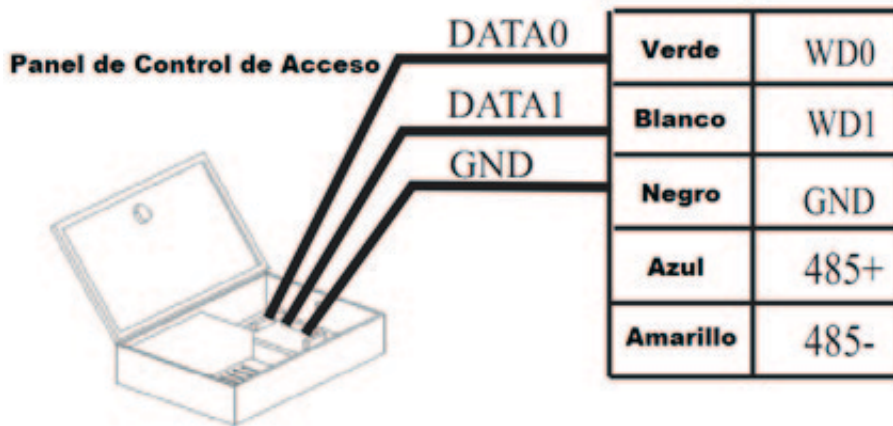 DATA0
Verde WD0
Panel de Control de Acceso
DATA1
Blanco WD1
GND
Negro GND
Azul 485+
Amarillo 485-